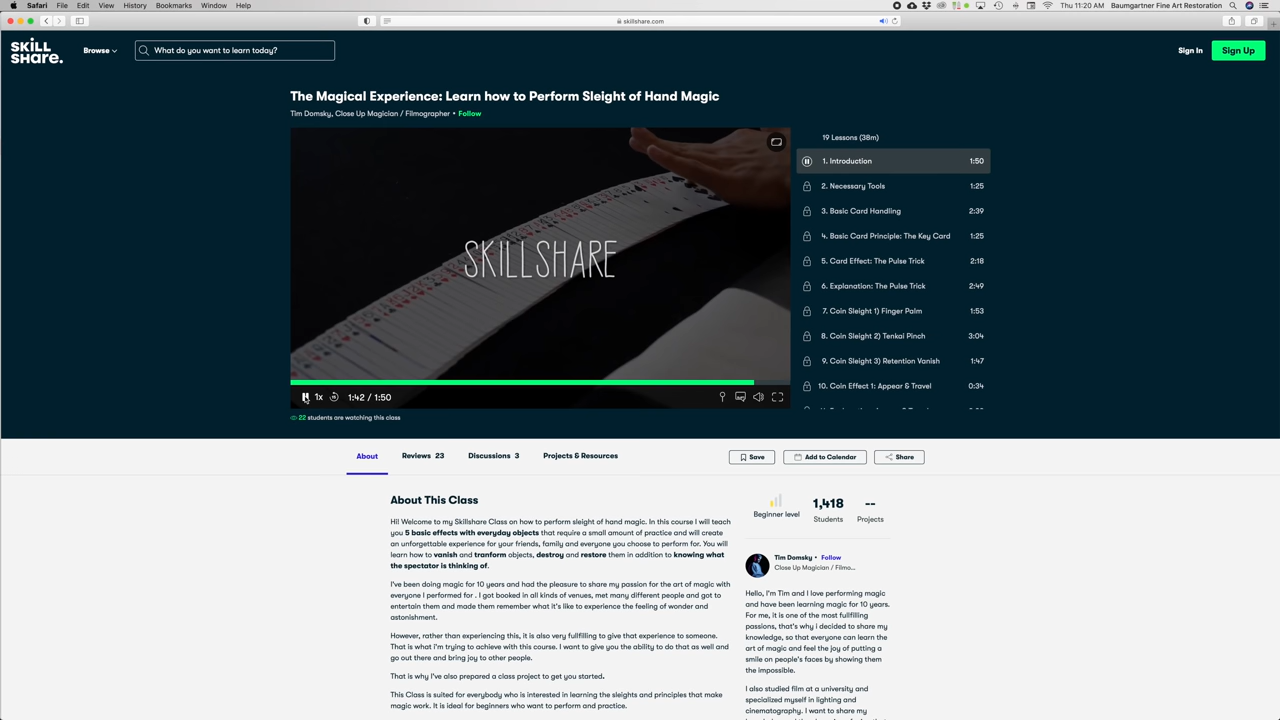 Safari File Edit View History Bookmarks Window Help
Thu 11:20 AM Baumgartner Fine Art Restoration
skillshare.com
SKILL
SHARE.
Browse
What do you want to learn today?
Sign In
Sign Up
The Magical Experience: Learn how to Perform Sleight of Hand Magic
Tim Domsky, Close Up Magician / Filmographer • Follow
SKILLSHARE
1x
1:42 / 1:50
22 students are watching this class
19 Lessons (38m)
1. Introduction 1:50
2. Necessary Tools 1:25
3. Basic Card Handling 2:39
4. Basic Card Principle: The Key Card 1:25
5. Card Effect: The Pulse Trick 2:18
6. Explanation: The Pulse Trick 2:49
7. Coin Sleight 1) Finger Palm 1:53
8. Coin Sleight 2) Tenkai Pinch 3:04
9. Coin Sleight 3) Retention Vanish 1:47
10. Coin Effect 1: Appear & Travel 0:34
About Reviews 23 Discussions 3 Projects & Resources
Save Add to Calendar Share
About This Class
Hi! Welcome to my Skillshare Class on how to perform sleight of hand magic. In this course I will teach
you 5 basic effects with everyday objects that require a small amount of practice and will create
an unforgettable experience for your friends, family and everyone you choose to perform for. You will
learn how to vanish and tranform objects, destroy and restore them in addition to knowing what
the spectator is thinking of.
I've been doing magic for 10 years and had the pleasure to share my passion for the art of magic with
everyone I performed for . I got booked in all kinds of venues, met many different people and got to
entertain them and made them remember what it's like to experience the feeling of wonder and
astonishment.
However, rather than experiencing this, it is also very fullfilling to give that experience to someone.
That is what i'm trying to achieve with this course. I want to give you the ability to do that as well and
go out there and bring joy to other people.
That is why I've also prepared a class project to get you started.
This Class is suited for everybody who is interested in learning the sleights and principles that make
magic work. It is ideal for beginners who want to perform and practice.
Beginner level
1,418
Students
--
Projects
Tim Domsky • Follow
Close Up Magician / Filmo...
Hello, I'm Tim and I love performing magic
and have been learning magic for 10 years.
For me, it is one of the most fullfilling
passions, that's why i decided to share my
knowledge, so that everyone can learn the
art of magic and feel the joy of putting a
smile on people's faces by showing them
the impossible.
I also studied film at a university and
specialized myself in lighting and
cinematography. I want to share my